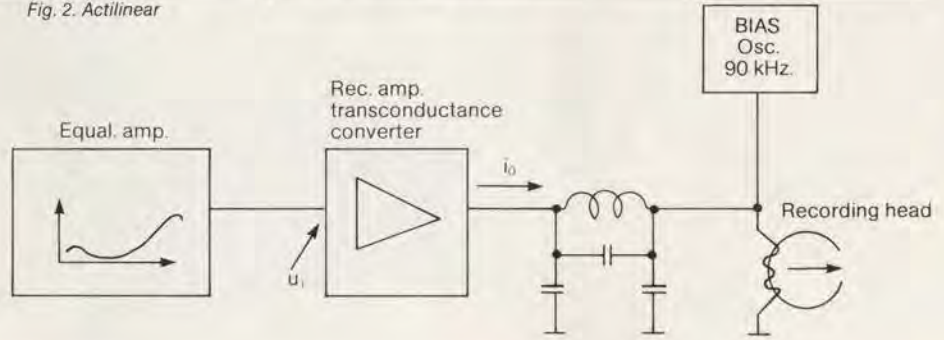 Fig. 2. Actilinear
BIAS
Osc.
90 kHz.
Rec. amp.
transconductance
converter
Equal. amp.
i₀
Recording head
u₁